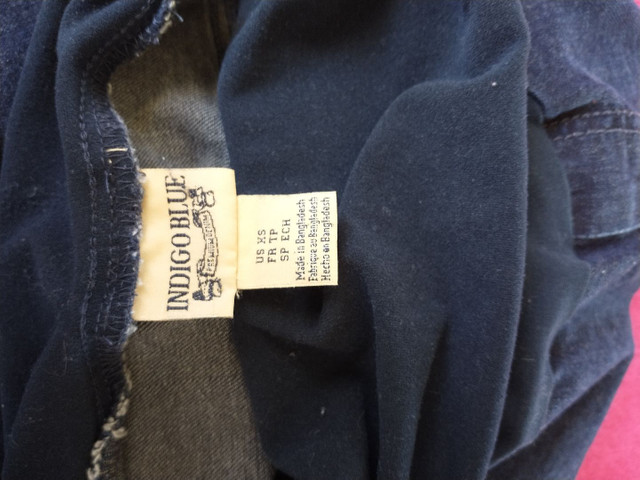 INDIGO BLUE
US XS
FR TP
SP ECH
Made in Bangladesh
Fabriqué au Bangladesh
Hecho en Bangladesh